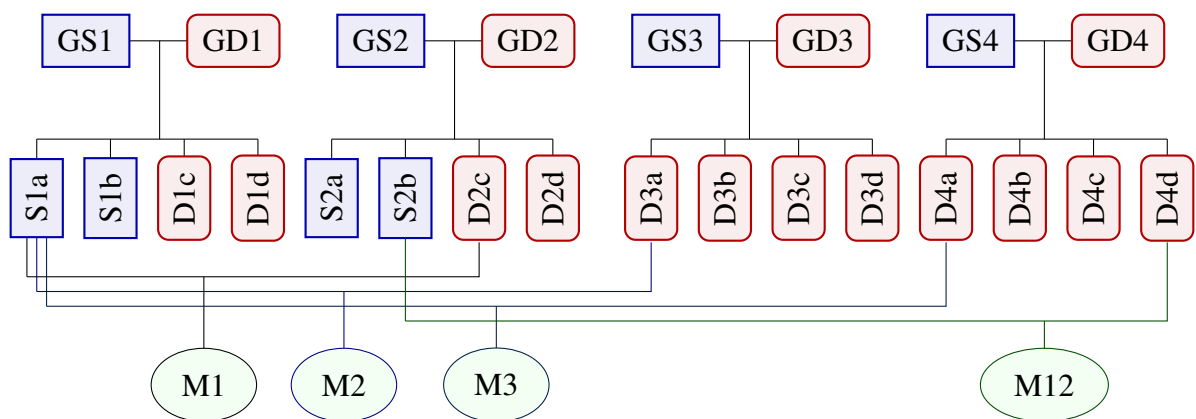 GS1 GD1 GS2 GD2 GS3 GD3 GS4 GD4
S1a S1b D1c D1d S2a S2b D2c D2d D3a D3b D3c D3d D4a D4b D4c D4d
M1 M2 M3 M12